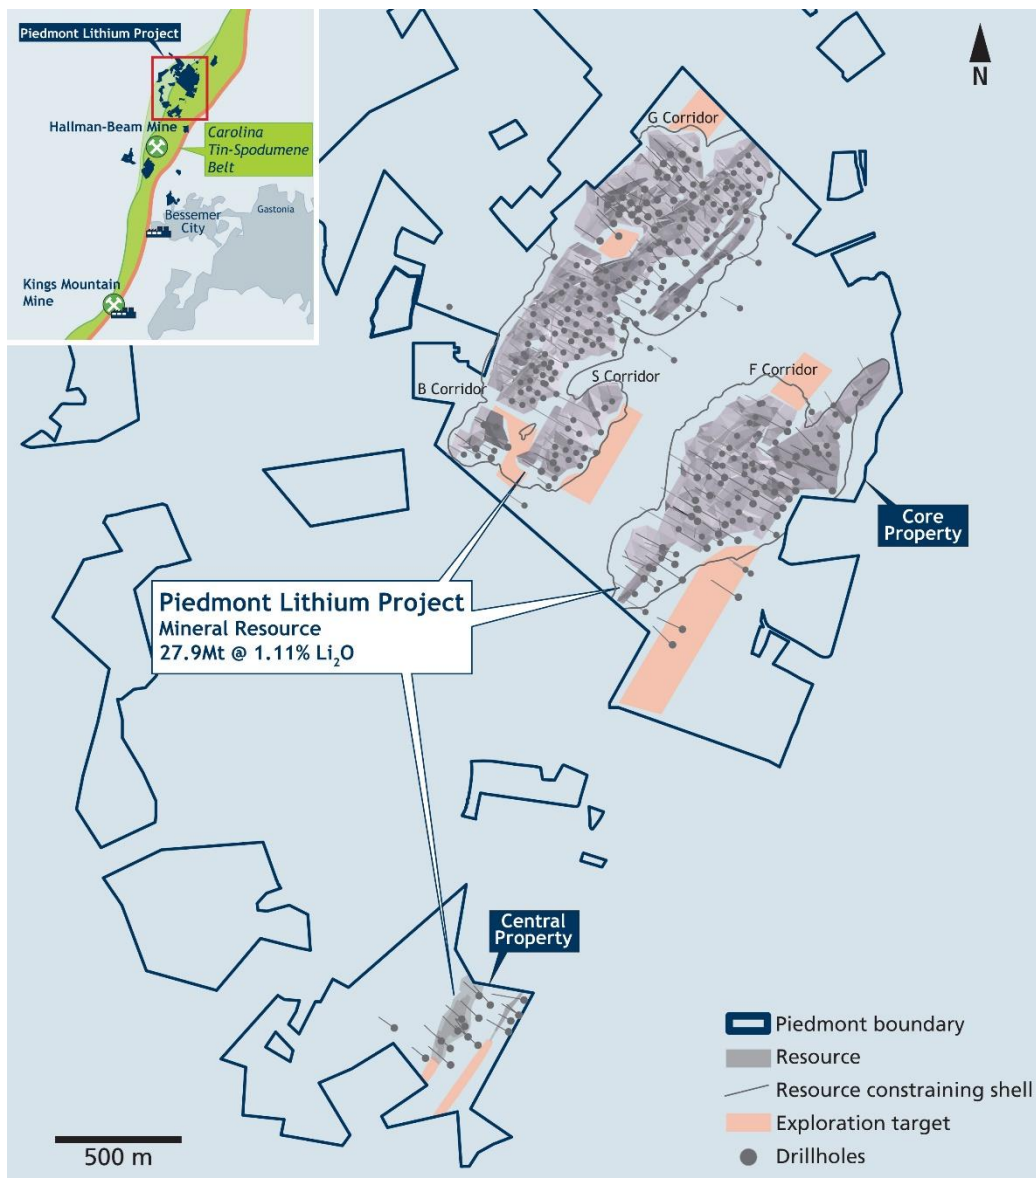 Piedmont Lithium Project
Hallman-Beam Mine
Carolina
Tin-Spodumene
Belt
Bessemer
City
Gastonia
Kings Mountain
Mine
N
G Corridor
B Corridor
S Corridor
F Corridor
Core
Property
Piedmont Lithium Project
Mineral Resource
27.9Mt @ 1.11% Li₂O
Central
Property
Piedmont boundary
Resource
Resource constraining shell
Exploration target
Drillholes
500 m